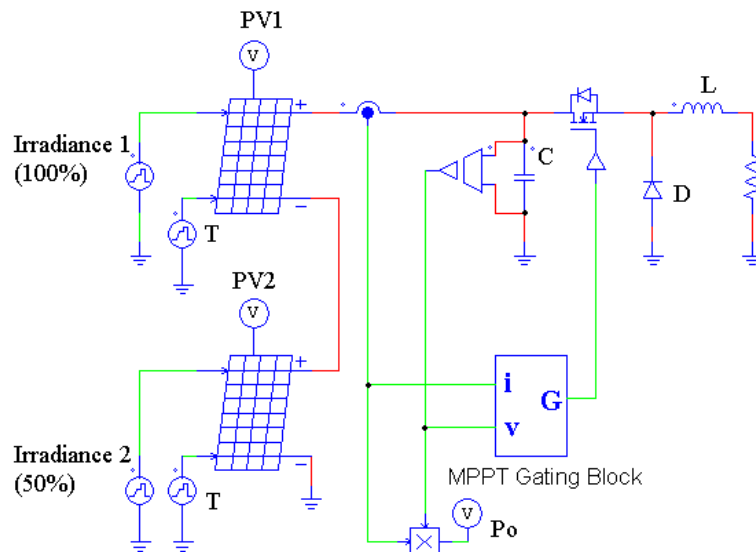 PV1
V
+
−
Irradiance 1
(100%)
T
C
L
D
PV2
V
+
−
Irradiance 2
(50%)
T
i
v
G
MPPT Gating Block
V
Po